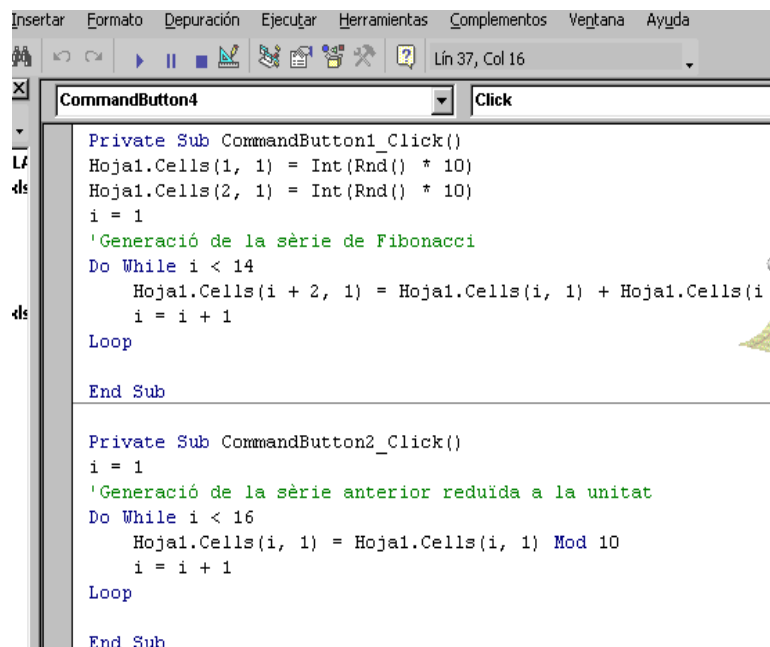 Insertar Formato Depuración Ejecutar Herramientas Complementos Ventana Ayuda
Lín 37, Col 16
CommandButton4 Click
Private Sub CommandButton1_Click()
Hoja1.Cells(1, 1) = Int(Rnd() * 10)
Hoja1.Cells(2, 1) = Int(Rnd() * 10)
i = 1
'Generació de la sèrie de Fibonacci
Do While i < 14
Hoja1.Cells(i + 2, 1) = Hoja1.Cells(i, 1) + Hoja1.Cells(i
i = i + 1
Loop
End Sub
Private Sub CommandButton2_Click()
i = 1
'Generació de la sèrie anterior reduïda a la unitat
Do While i < 16
Hoja1.Cells(i, 1) = Hoja1.Cells(i, 1) Mod 10
i = i + 1
Loop
End Sub